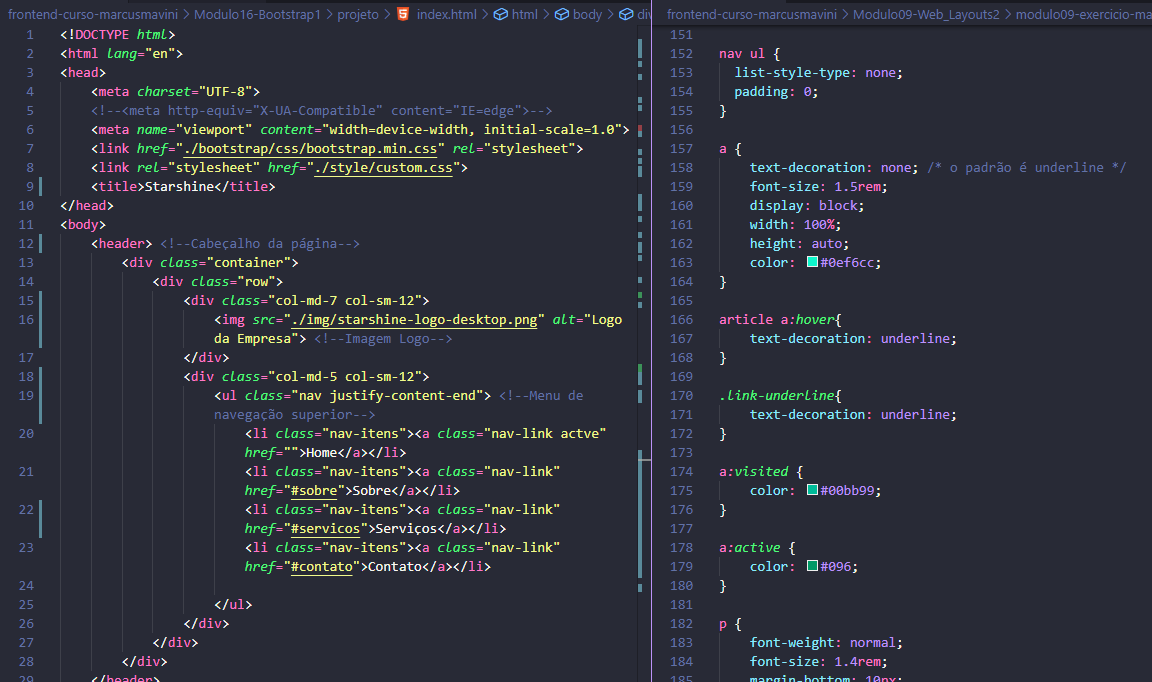 frontend-curso-marcusmavini > Modulo16-Bootstrap1 > projeto > index.html > html > body > di
1 <!DOCTYPE html>
2 <html lang="en">
3 <head>
4 <meta charset="UTF-8">
5 <!--<meta http-equiv="X-UA-Compatible" content="IE=edge">-->
6 <meta name="viewport" content="width=device-width, initial-scale=1.0">
7 <link href="./bootstrap/css/bootstrap.min.css" rel="stylesheet">
8 <link rel="stylesheet" href="./style/custom.css">
9 <title>Starshine</title>
10 </head>
11 <body>
12 <header> <!--Cabeçalho da página-->
13 <div class="container">
14 <div class="row">
15 <div class="col-md-7 col-sm-12">
16 <img src="./img/starshine-logo-desktop.png" alt="Logo
da Empresa"> <!--Imagem Logo-->
17 </div>
18 <div class="col-md-5 col-sm-12">
19 <ul class="nav justify-content-end"> <!--Menu de
navegação superior-->
20 <li class="nav-itens"><a class="nav-link actve"
href="">Home</a></li>
21 <li class="nav-itens"><a class="nav-link"
href="#sobre">Sobre</a></li>
22 <li class="nav-itens"><a class="nav-link"
href="#servicos">Serviços</a></li>
23 <li class="nav-itens"><a class="nav-link"
href="#contato">Contato</a></li>
24
25 </ul>
26 </div>
27 </div>
28 </div>
29 </header>
frontend-curso-marcusmavini > Modulo09-Web_Layouts2 > modulo09-exercicio-ma
151
152 nav ul {
153 list-style-type: none;
154 padding: 0;
155 }
156
157 a {
158 text-decoration: none; /* o padrão é underline */
159 font-size: 1.5rem;
160 display: block;
161 width: 100%;
162 height: auto;
163 color: #0ef6cc;
164 }
165
166 article a:hover{
167 text-decoration: underline;
168 }
169
170 .link-underline{
171 text-decoration: underline;
172 }
173
174 a:visited {
175 color: #00bb99;
176 }
177
178 a:active {
179 color: #096;
180 }
181
182 p {
183 font-weight: normal;
184 font-size: 1.4rem;
185 margin-bottom: 10px;